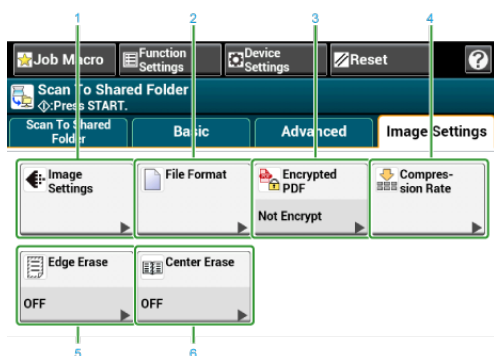 1 2 3 4
Job Macro
Function
Settings
Device
Settings
Reset
?
Scan To Shared Folder
:Press START.
Scan To Shared
Folder
Basic
Advanced
Image Settings
Image
Settings
File Format
Encrypted
PDF
Not Encrypt
Compres-
sion Rate
Edge Erase
OFF
Center Erase
OFF
5 6